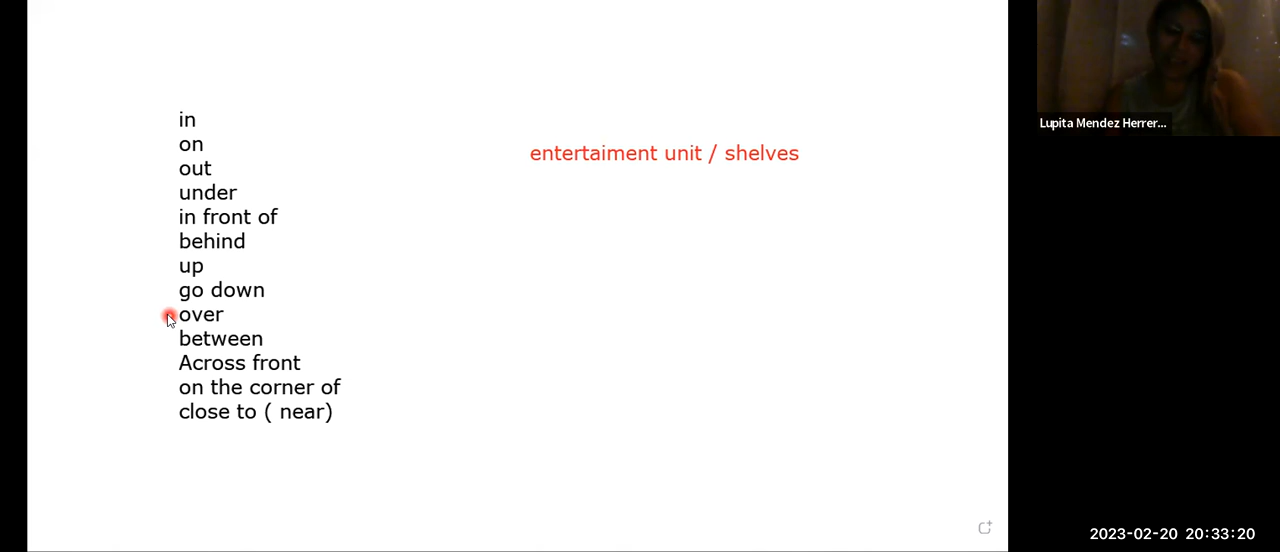 in
on
out
under
in front of
behind
up
go down
over
between
Across front
on the corner of
close to ( near)
entertaiment unit / shelves
Lupita Mendez Herrer...
2023-02-20 20:33:20